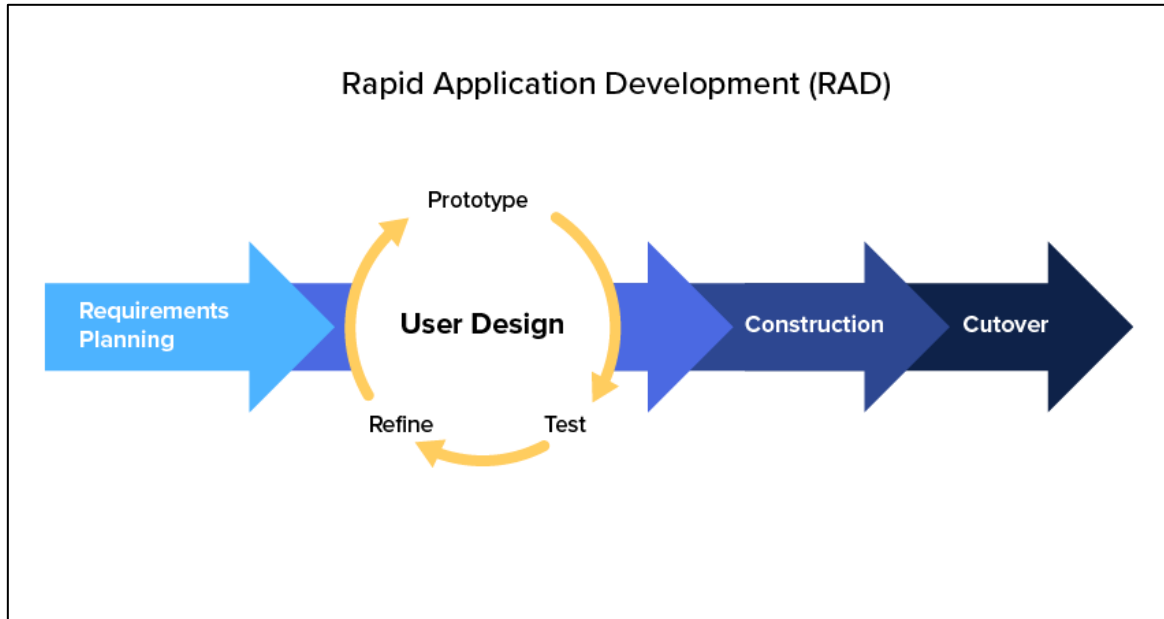 Rapid Application Development (RAD)
Prototype
Requirements
Planning
User Design
Construction
Cutover
Refine
Test